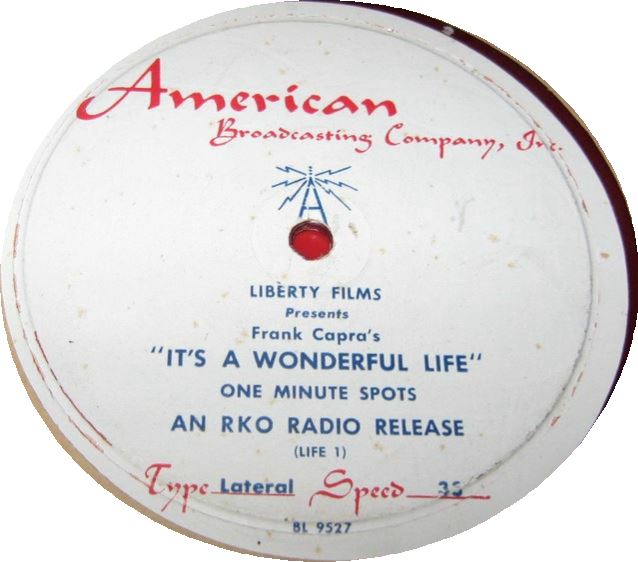 American
Broadcasting Company, Inc.
LIBERTY FILMS
Presents
Frank Capra's
"IT'S A WONDERFUL LIFE"
ONE MINUTE SPOTS
AN RKO RADIO RELEASE
(LIFE 1)
Type Lateral Speed
BL 9527